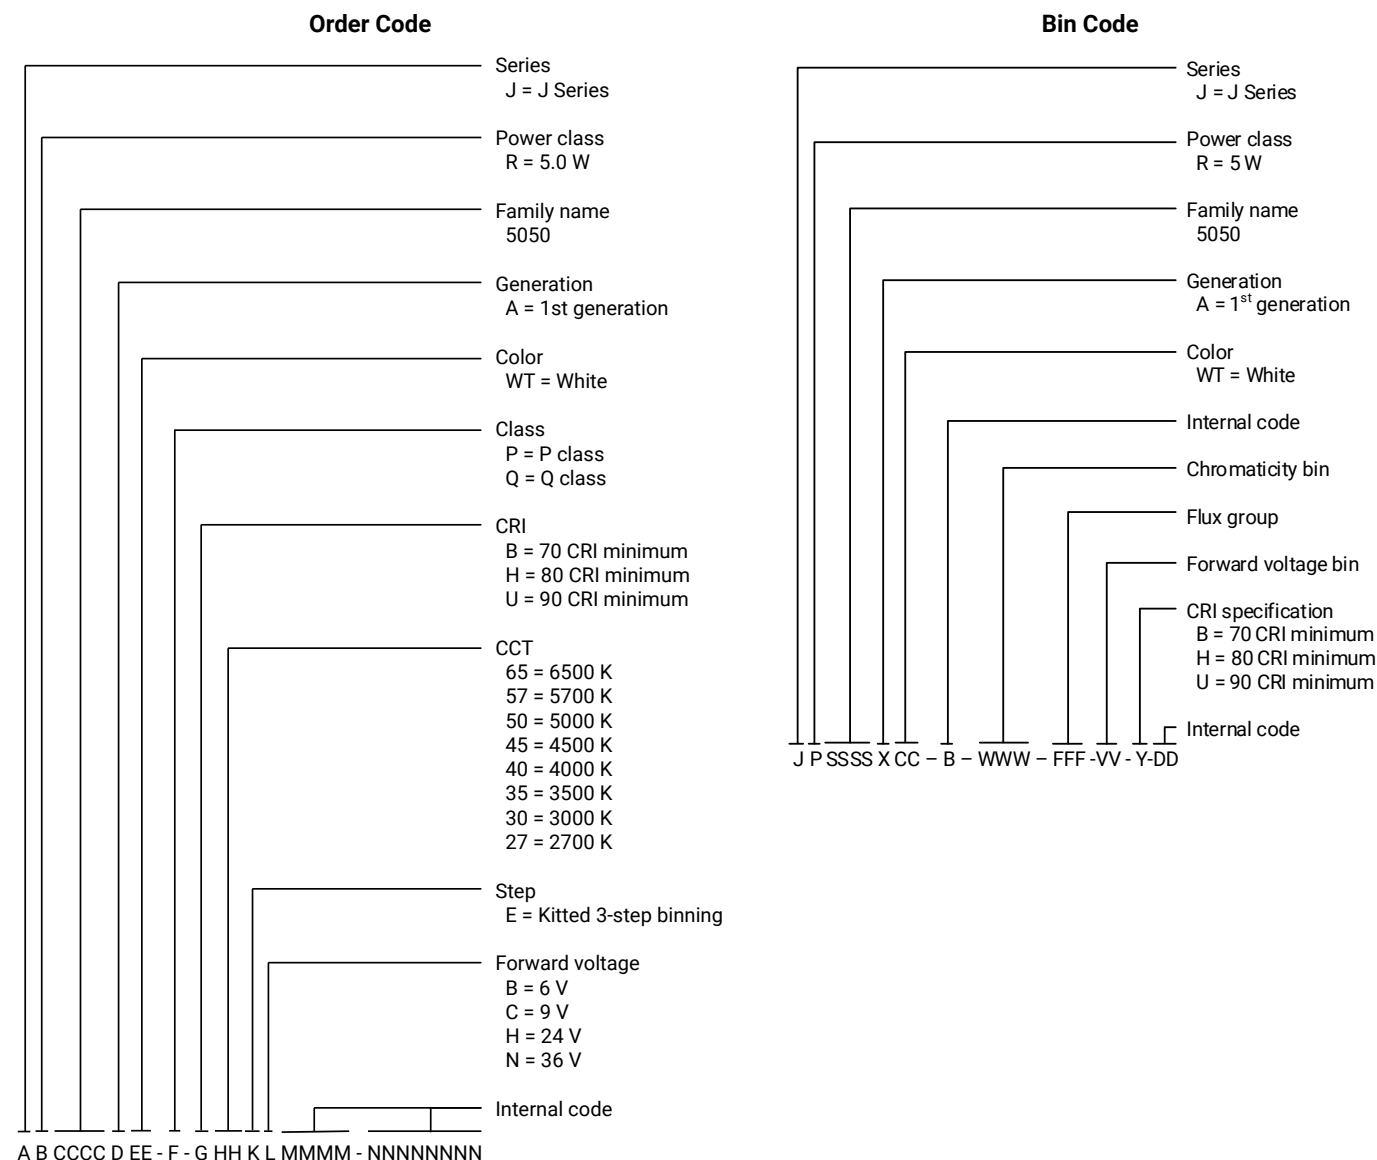 Order Code
Series
J = J Series
Power class
R = 5.0 W
Family name
5050
Generation
A = 1st generation
Color
WT = White
Class
P = P class
Q = Q class
CRI
B = 70 CRI minimum
H = 80 CRI minimum
U = 90 CRI minimum
CCT
65 = 6500 K
57 = 5700 K
50 = 5000 K
45 = 4500 K
40 = 4000 K
35 = 3500 K
30 = 3000 K
27 = 2700 K
Step
E = Kitted 3-step binning
Forward voltage
B = 6 V
C = 9 V
H = 24 V
N = 36 V
Internal code
A B CCCC D EE - F - G HH K L MMMM - NNNNNNNN
Bin Code
Series
J = J Series
Power class
R = 5 W
Family name
5050
Generation
A = 1st generation
Color
WT = White
Internal code
Chromaticity bin
Flux group
Forward voltage bin
CRI specification
B = 70 CRI minimum
H = 80 CRI minimum
U = 90 CRI minimum
Internal code
J P SSSS X CC – B – WWW – FFF -VV - Y-DD